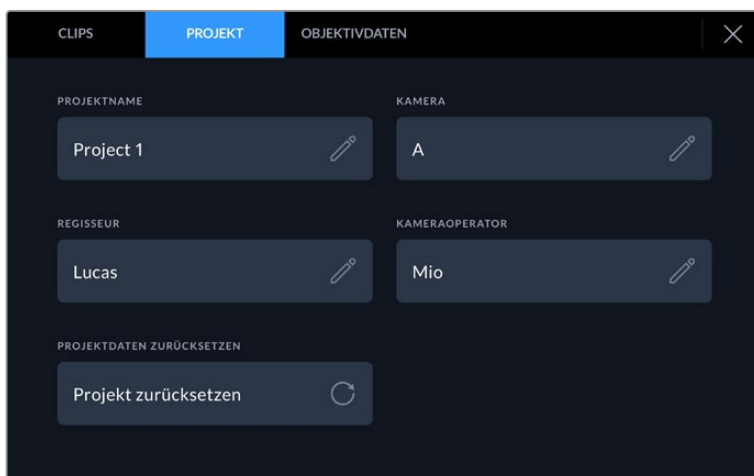 CLIPS PROJEKT OBJEKTIVDATEN
PROJEKTNAME KAMERA
Project 1 A
REGISSEUR KAMERAOPERATOR
Lucas Mio
PROJEKTDATEN ZURÜCKSETZEN
Projekt zurücksetzen